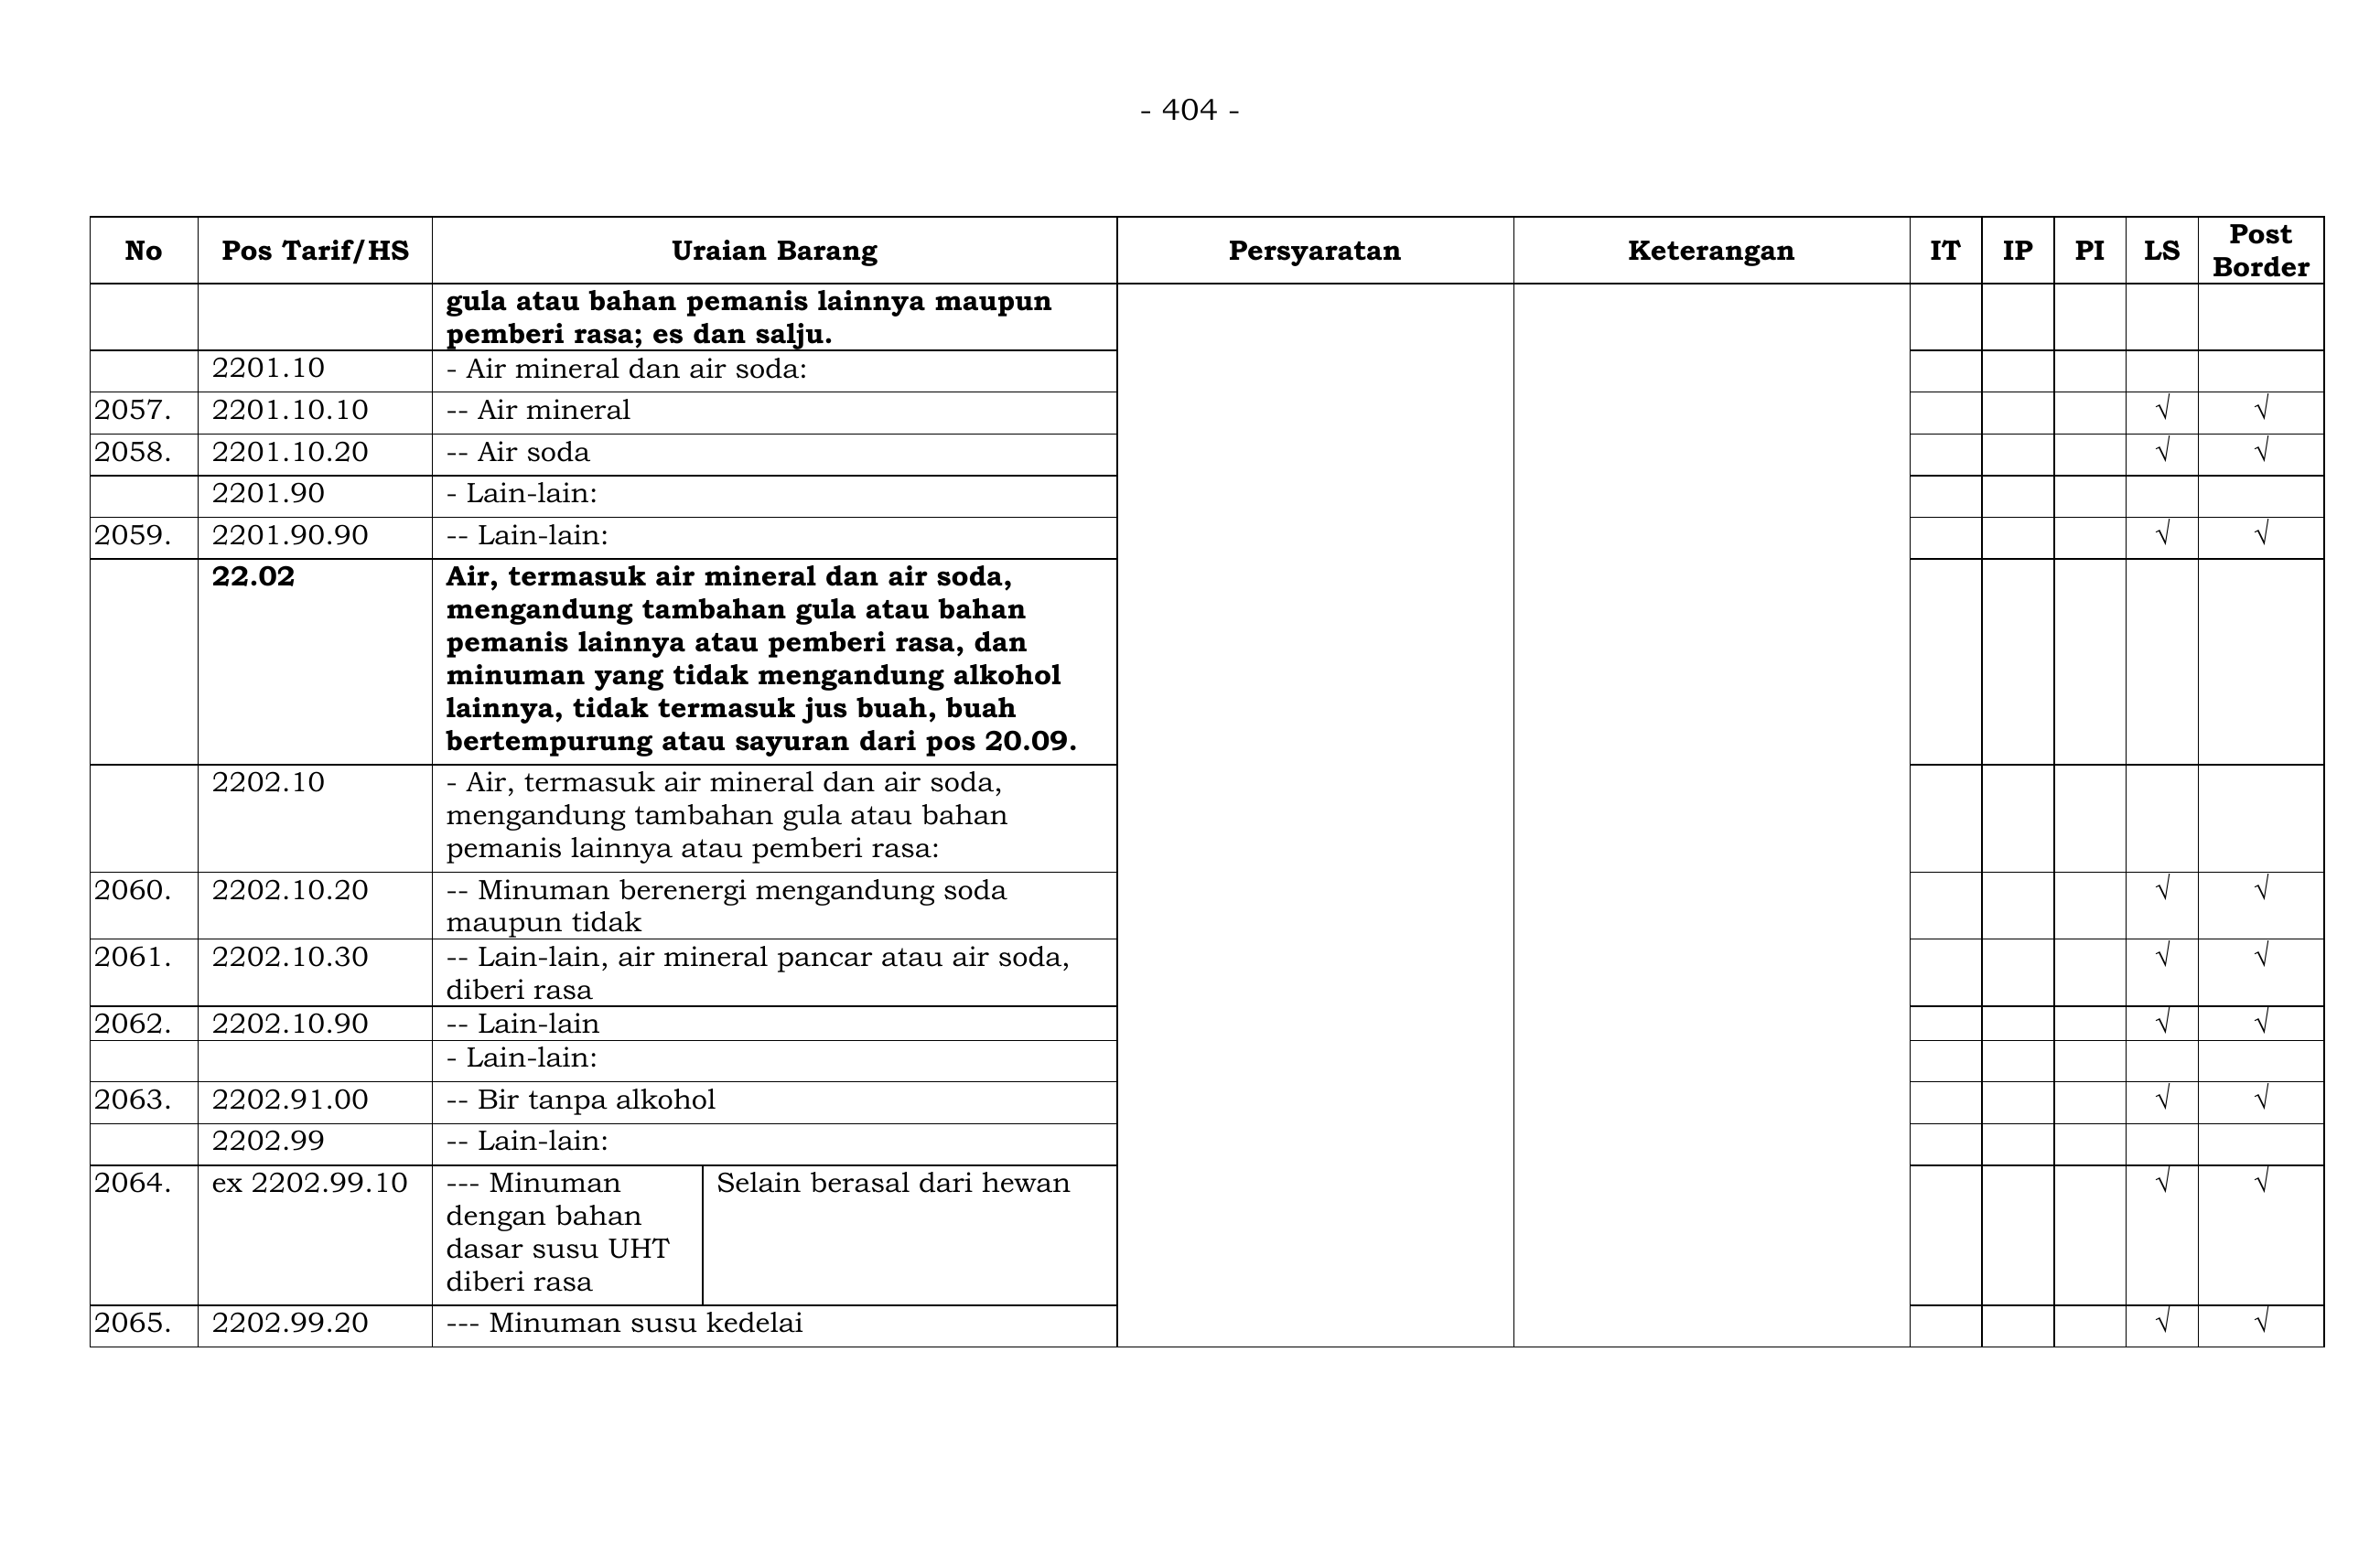 - 404 -
No Pos Tarif/HS Uraian Barang Persyaratan Keterangan IT IP PI LS Post
Border
gula atau bahan pemanis lainnya maupun
pemberi rasa; es dan salju.
2201.10 - Air mineral dan air soda:
2057. 2201.10.10 -- Air mineral √ √
2058. 2201.10.20 -- Air soda √ √
2201.90 - Lain-lain:
2059. 2201.90.90 -- Lain-lain: √ √
22.02 Air, termasuk air mineral dan air soda,
mengandung tambahan gula atau bahan
pemanis lainnya atau pemberi rasa, dan
minuman yang tidak mengandung alkohol
lainnya, tidak termasuk jus buah, buah
bertempurung atau sayuran dari pos 20.09.
2202.10 - Air, termasuk air mineral dan air soda,
mengandung tambahan gula atau bahan
pemanis lainnya atau pemberi rasa:
2060. 2202.10.20 -- Minuman berenergi mengandung soda √ √
maupun tidak
2061. 2202.10.30 -- Lain-lain, air mineral pancar atau air soda, √ √
diberi rasa
2062. 2202.10.90 -- Lain-lain √ √
- Lain-lain:
2063. 2202.91.00 -- Bir tanpa alkohol √ √
2202.99 -- Lain-lain:
2064. ex 2202.99.10 --- Minuman Selain berasal dari hewan √ √
dengan bahan
dasar susu UHT
diberi rasa
2065. 2202.99.20 --- Minuman susu kedelai √ √